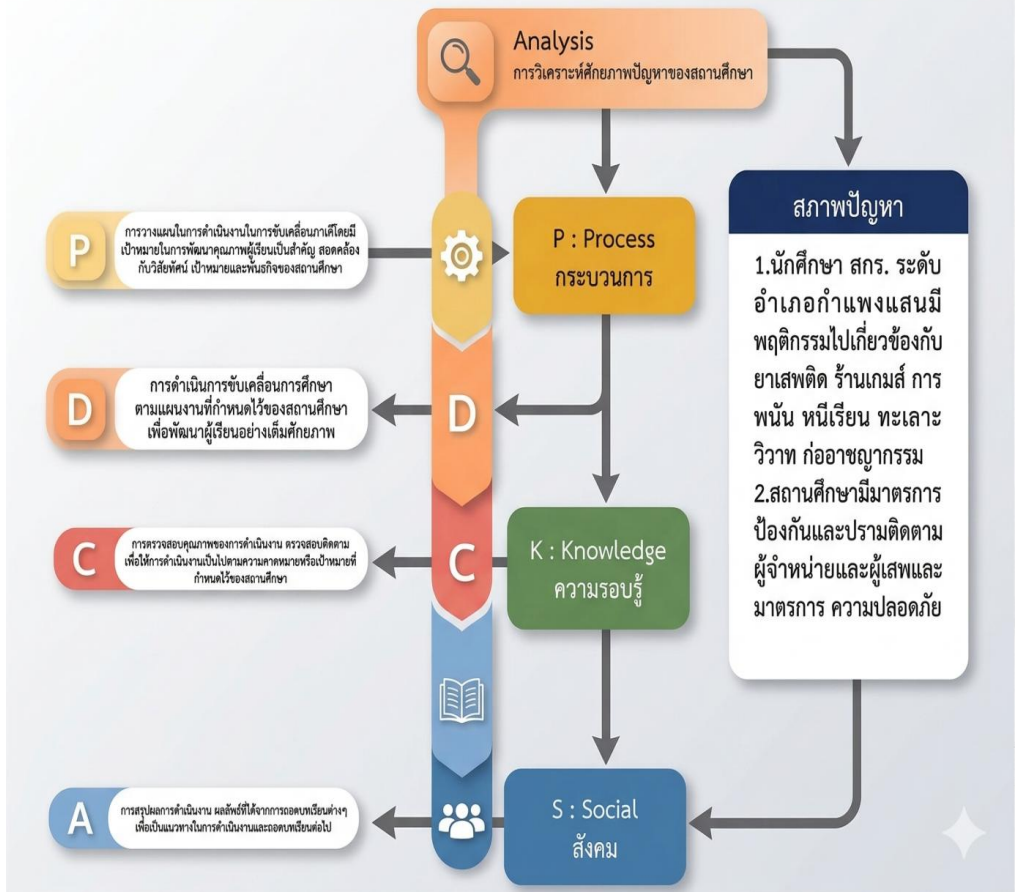 Analysis
การวิเคราะห์ศักยภาพปัญหาของสถานศึกษา
P
การวางแผนในการดำเนินงานในการขับเคลื่อนภาเคีโดยมี
เป้าหมายในการพัฒนาคุณภาพผู้เรียนเป็นสำคัญ สอดคล้อง
กับวิสัยทัศน์ เป้าหมายและพันธกิจของสถานศึกษา
P : Process
กระบวนการ
สภาพปัญหา
1.นักศึกษา สกร. ระดับ
อำเภอกำแพงแสนมี
พฤติกรรมไปเกี่ยวข้องกับ
ยาเสพติด ร้านเกมส์ การ
พนัน หนีเรียน ทะเลาะ
วิวาท ก่ออาชญากรรม
2.สถานศึกษามีมาตรการ
ป้องกันและปรามติดตาม
ผู้จำหน่ายและผู้เสพและ
มาตรการ ความปลอดภัย
D
การดำเนินการขับเคลื่อนการศึกษา
ตามแผนงานที่กำหนดไว้ของสถานศึกษา
เพื่อพัฒนาผู้เรียนอย่างเต็มศักยภาพ
D
C
การตรวจสอบคุณภาพของการดำเนินงาน ตรวจสอบติดตาม
เพื่อให้การดำเนินงานเป็นไปตามความคาดหมายหรือเป้าหมายที่
กำหนดไว้ของสถานศึกษา
C
K : Knowledge
ความรอบรู้
A
การสรุปผลการดำเนินงาน ผลลัพธ์ที่ได้จากการถอดบทเรียนต่างๆ
เพื่อเป็นแนวทางในการดำเนินงานและถอดบทเรียนต่อไป
S : Social
สังคม